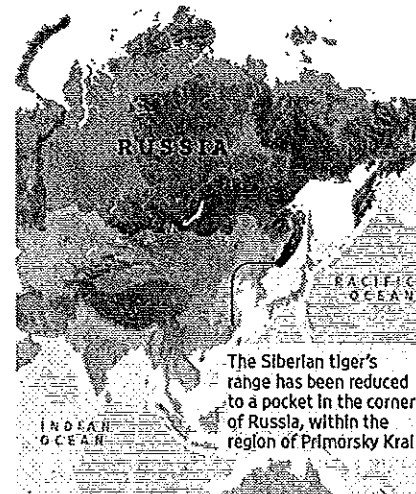 RUSSIA
PACIFIC
OCEAN
The Siberian tiger's
range has been reduced
to a pocket in the corner
of Russia, within the
region of Primorsky Krai
INDIAN
OCEAN